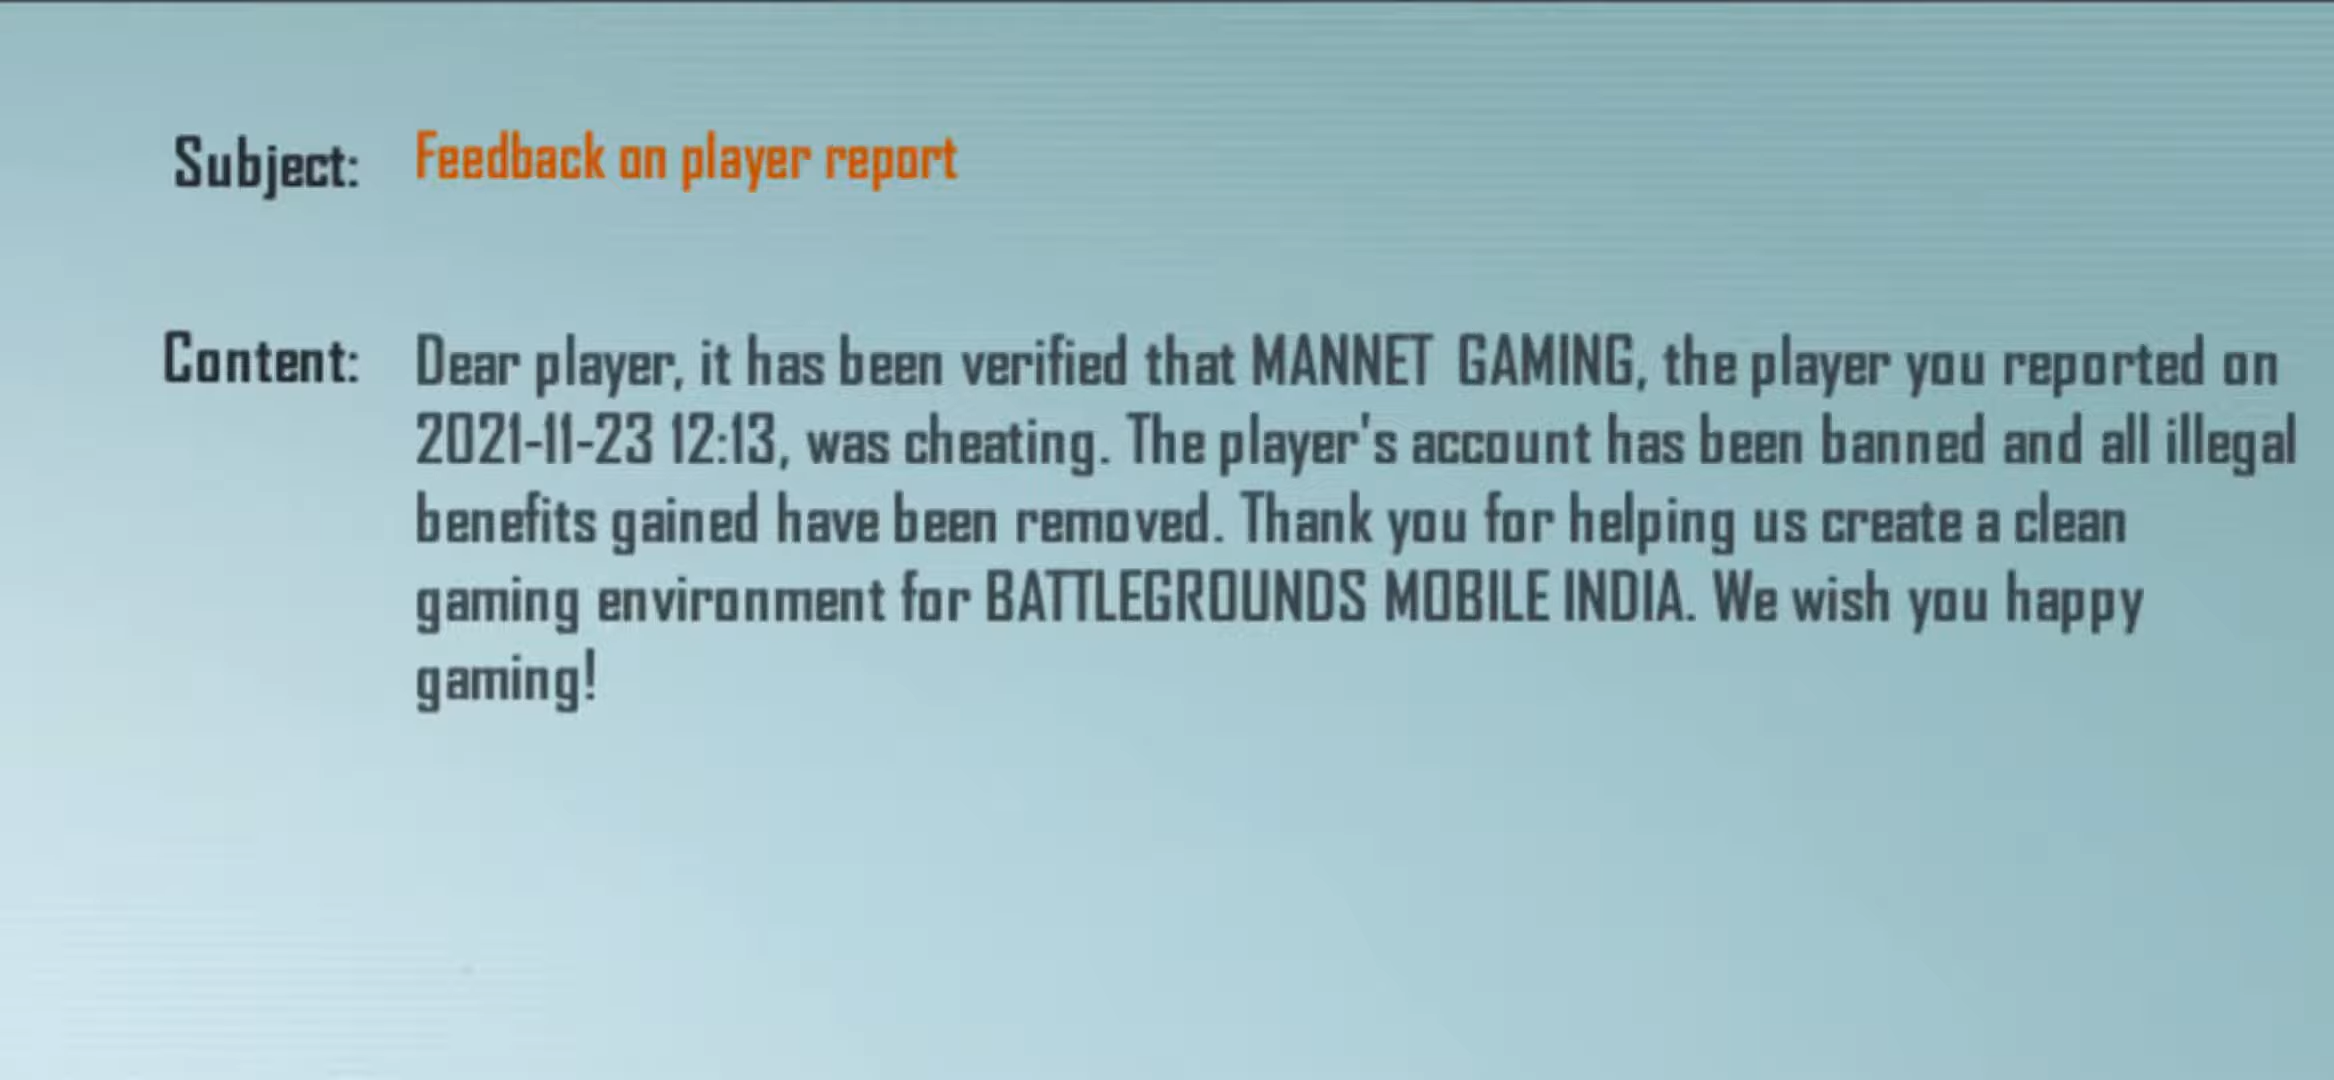 Subject: Feedback on player report
Content: Dear player, it has been verified that MANNET GAMING, the player you reported on
2021-11-23 12:13, was cheating. The player's account has been banned and all illegal
benefits gained have been removed. Thank you for helping us create a clean
gaming environment for BATTLEGROUNDS MOBILE INDIA. We wish you happy
gaming!